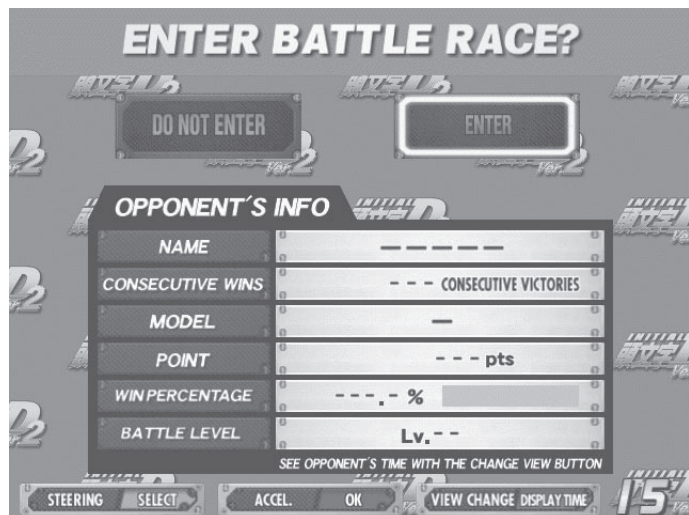 ENTER BATTLE RACE?
DO NOT ENTER
ENTER
OPPONENT'S INFO
NAME -----
CONSECUTIVE WINS --- CONSECUTIVE VICTORIES
MODEL —
POINT --- pts
WIN PERCENTAGE ---.- %
BATTLE LEVEL Lv.--
SEE OPPONENT'S TIME WITH THE CHANGE VIEW BUTTON
STEERING SELECT ACCEL. OK VIEW CHANGE DISPLAY TIME 15